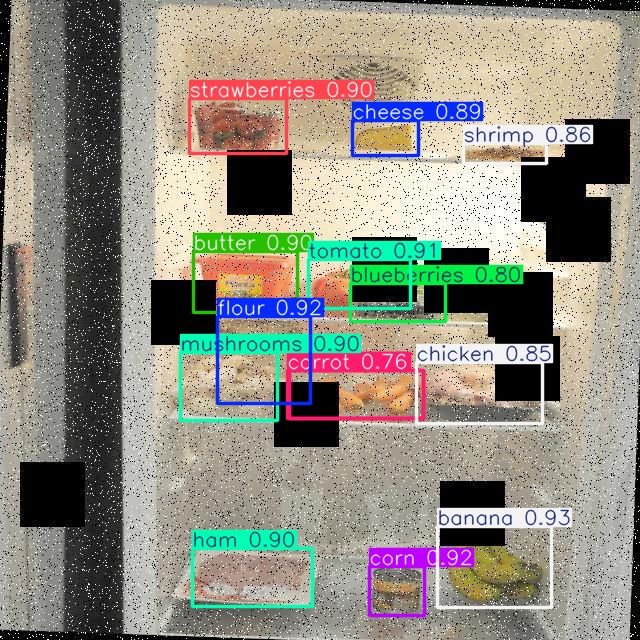 strawberries 0.90
cheese 0.89
shrimp 0.86
butter 0.90
tomato 0.91
blueberries 0.80
flour 0.92
mushrooms 0.90
carrot 0.76
chicken 0.85
banana 0.93
ham 0.90
corn 0.92